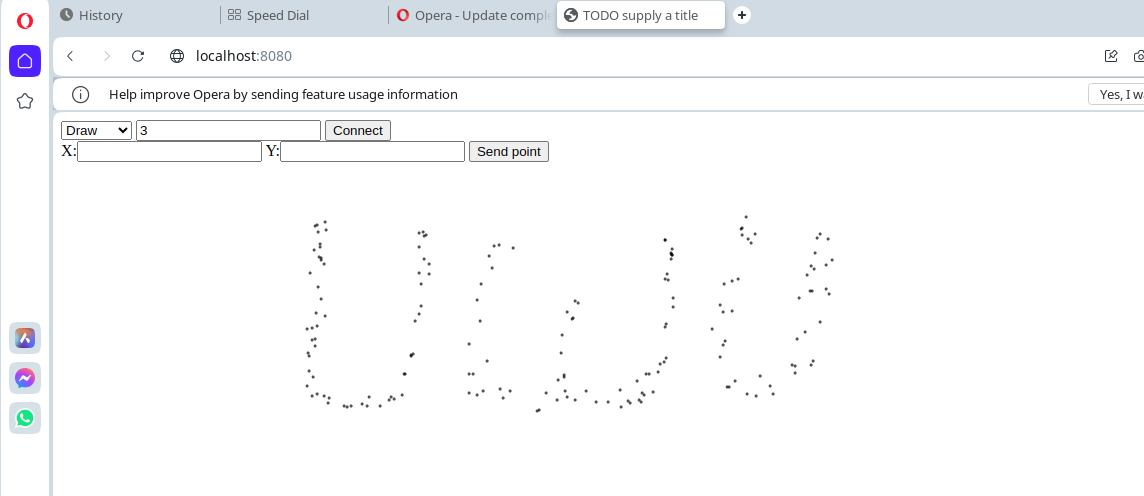 History
Speed Dial
Opera - Update comple
TODO supply a title
localhost:8080
Help improve Opera by sending feature usage information
Yes, I wa
Draw
3
Connect
X:
Y:
Send point
UwU